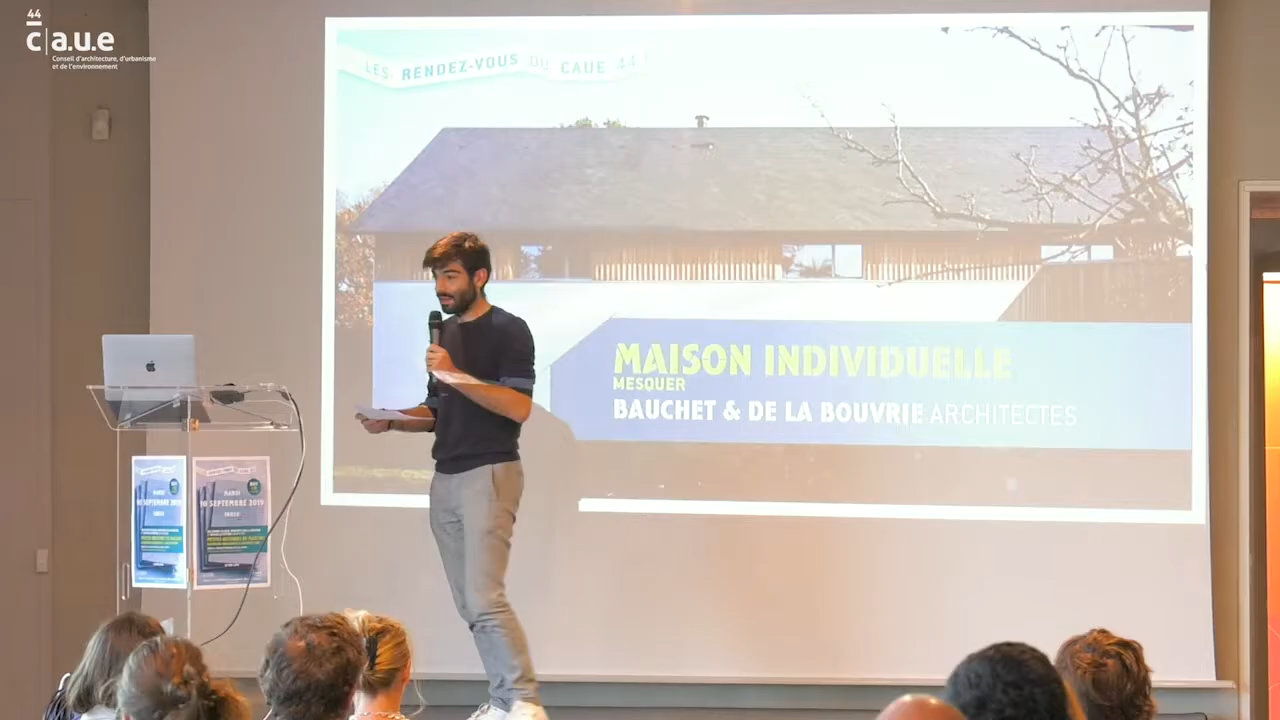 44
c|a.u.e
Conseil d'architecture, d'urbanisme
et de l'environnement
LES RENDEZ-VOUS DU CAUE 44
MAISON INDIVIDUELLE
MESQUER
BAUCHET & DE LA BOUVRIE ARCHITECTES
MARDI
10 SEPTEMBRE 2019
MARDI
10 SEPTEMBRE 2019